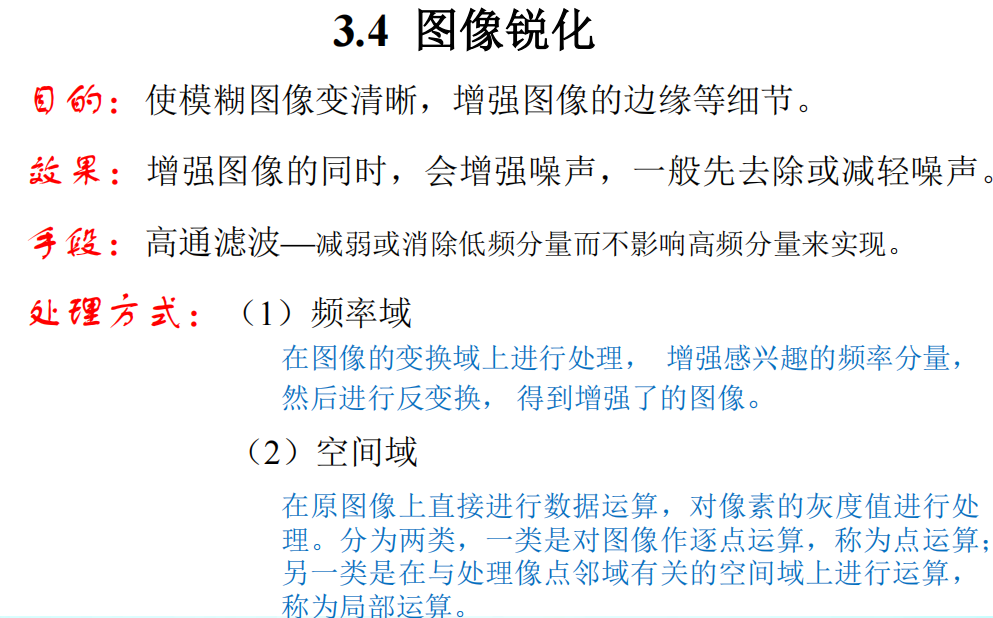 3.4 图像锐化
目的：使模糊图像变清晰，增强图像的边缘等细节。
效果：增强图像的同时，会增强噪声，一般先去除或减轻噪声。
手段：高通滤波—减弱或消除低频分量而不影响高频分量来实现。
处理方式：（1）频率域
在图像的变换域上进行处理， 增强感兴趣的频率分量，
然后进行反变换， 得到增强了的图像。
（2）空间域
在原图像上直接进行数据运算，对像素的灰度值进行处
理。分为两类，一类是对图像作逐点运算，称为点运算；
另一类是在与处理像点邻域有关的空间域上进行运算，
称为局部运算。